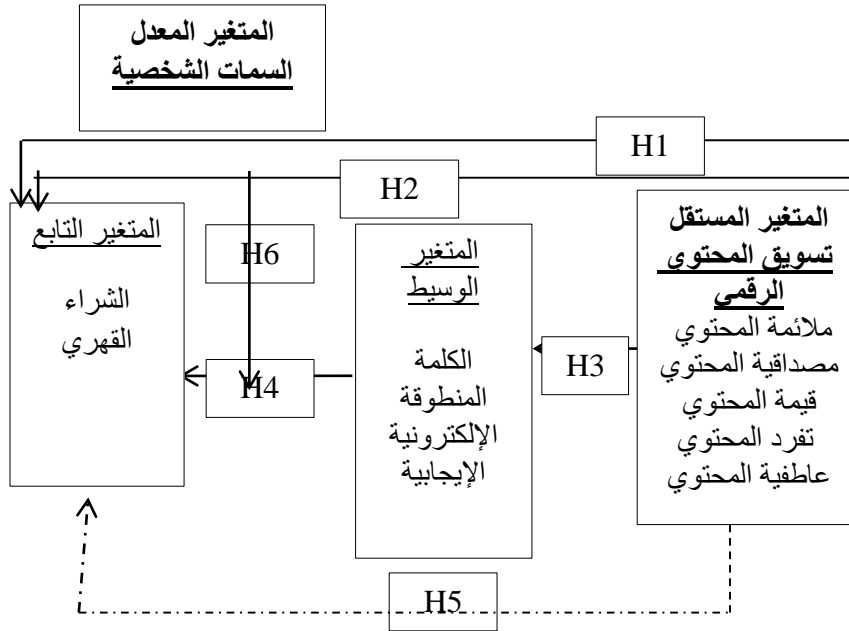 المتغير المعدل
السمات الشخصية
H1
H2
المتغير المستقل
تسويق المحتوي
الرقمي
ملائمة المحتوي
مصداقية المحتوي
قيمة المحتوي
تفرد المحتوي
عاطفية المحتوي
H3
المتغير
الوسيط
الكلمة
المنطوقة
الإلكترونية
الإيجابية
H6
H4
المتغير التابع
الشراء
القهري
H5